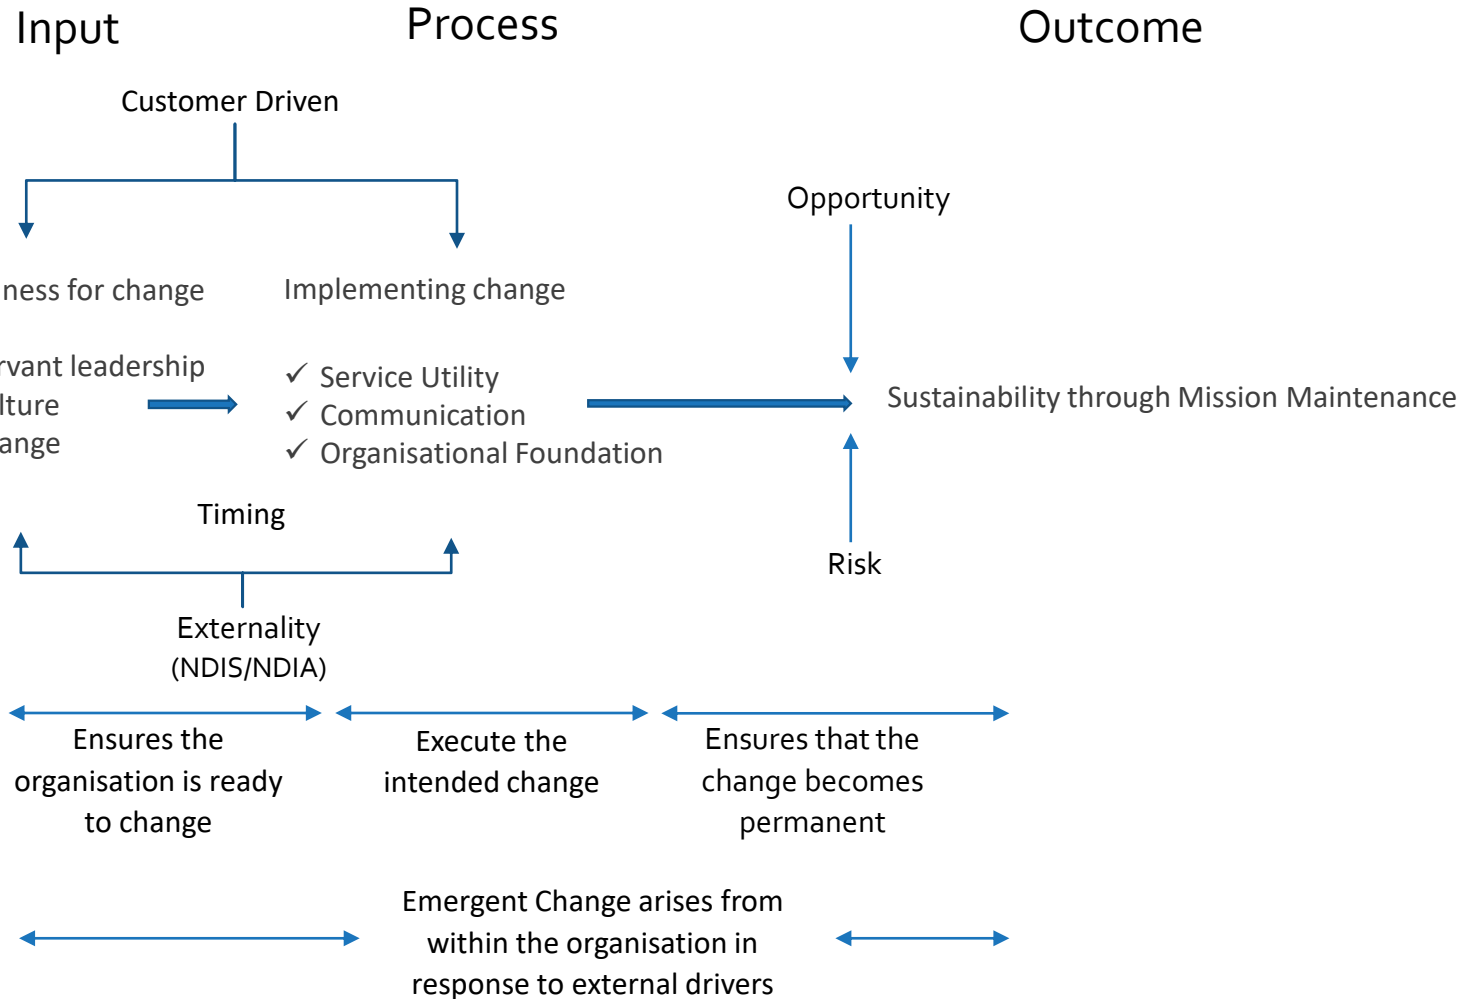 Input
Process
Outcome
Customer Driven
Opportunity
ness for change
Implementing change
rvant leadership
lture
ange
✓ Service Utility
✓ Communication
✓ Organisational Foundation
Sustainability through Mission Maintenance
Timing
Risk
Externality
(NDIS/NDIA)
Ensures the
organisation is ready
to change
Execute the
intended change
Ensures that the
change becomes
permanent
Emergent Change arises from
within the organisation in
response to external drivers